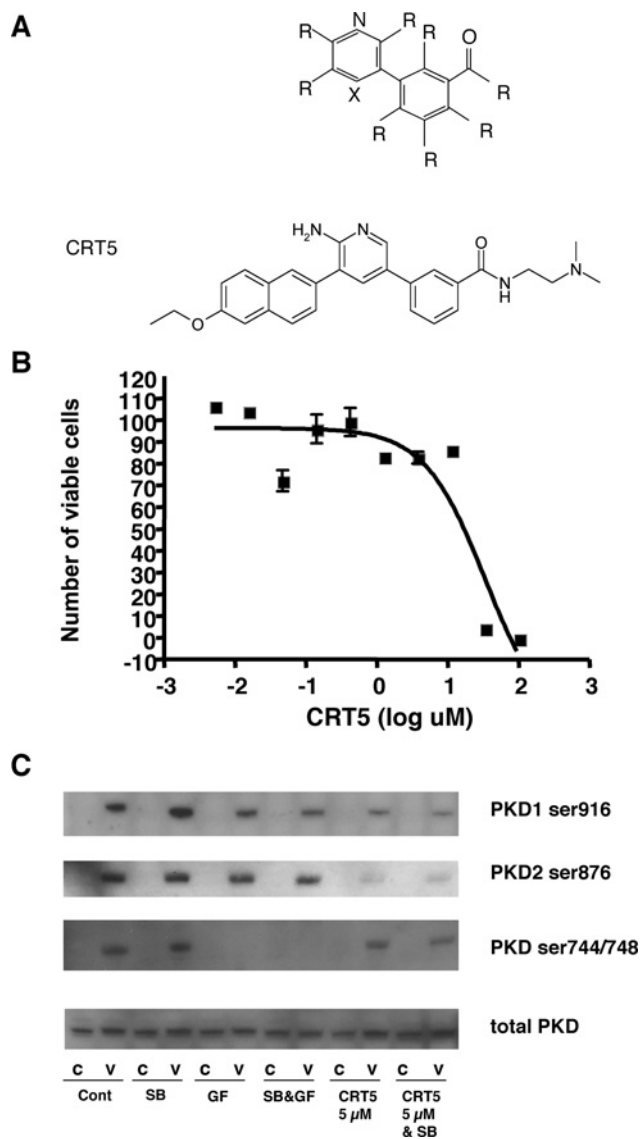 A
N
R
R
R
O
R
X
R
R
R
R
CRT5
H₂N
N
O
N
N
H
O
B
120
110
100
90
80
70
60
50
40
30
20
10
0
-10
Number of viable cells
-3 -2 -1 0 1 2 3
CRT5 (log uM)
C
PKD1 ser916
PKD2 ser876
PKD ser744/748
total PKD
C V C V C V C V C V C V
Cont SB GF SB&GF CRT5 CRT5
5 µM 5 µM
& SB